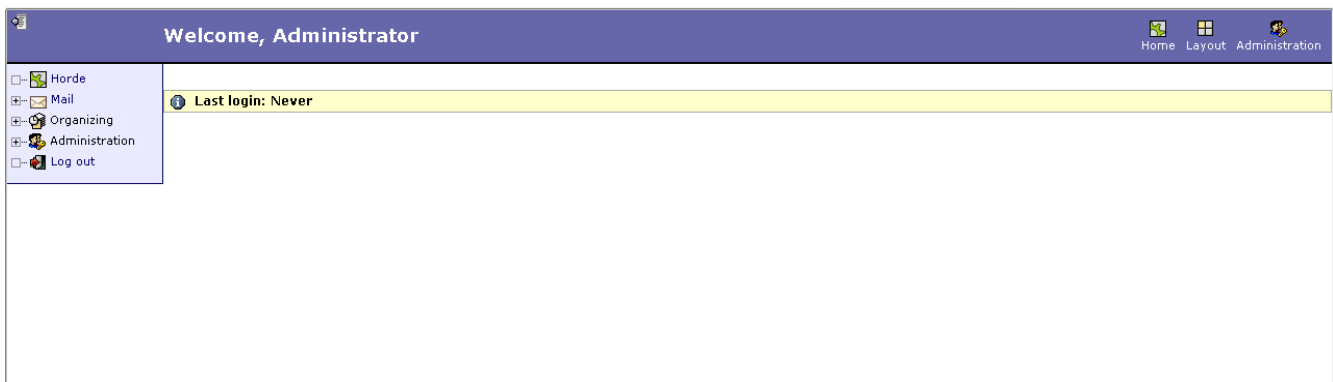 Welcome, Administrator
Home Layout Administration
Horde
Mail
Organizing
Administration
Log out
Last login: Never